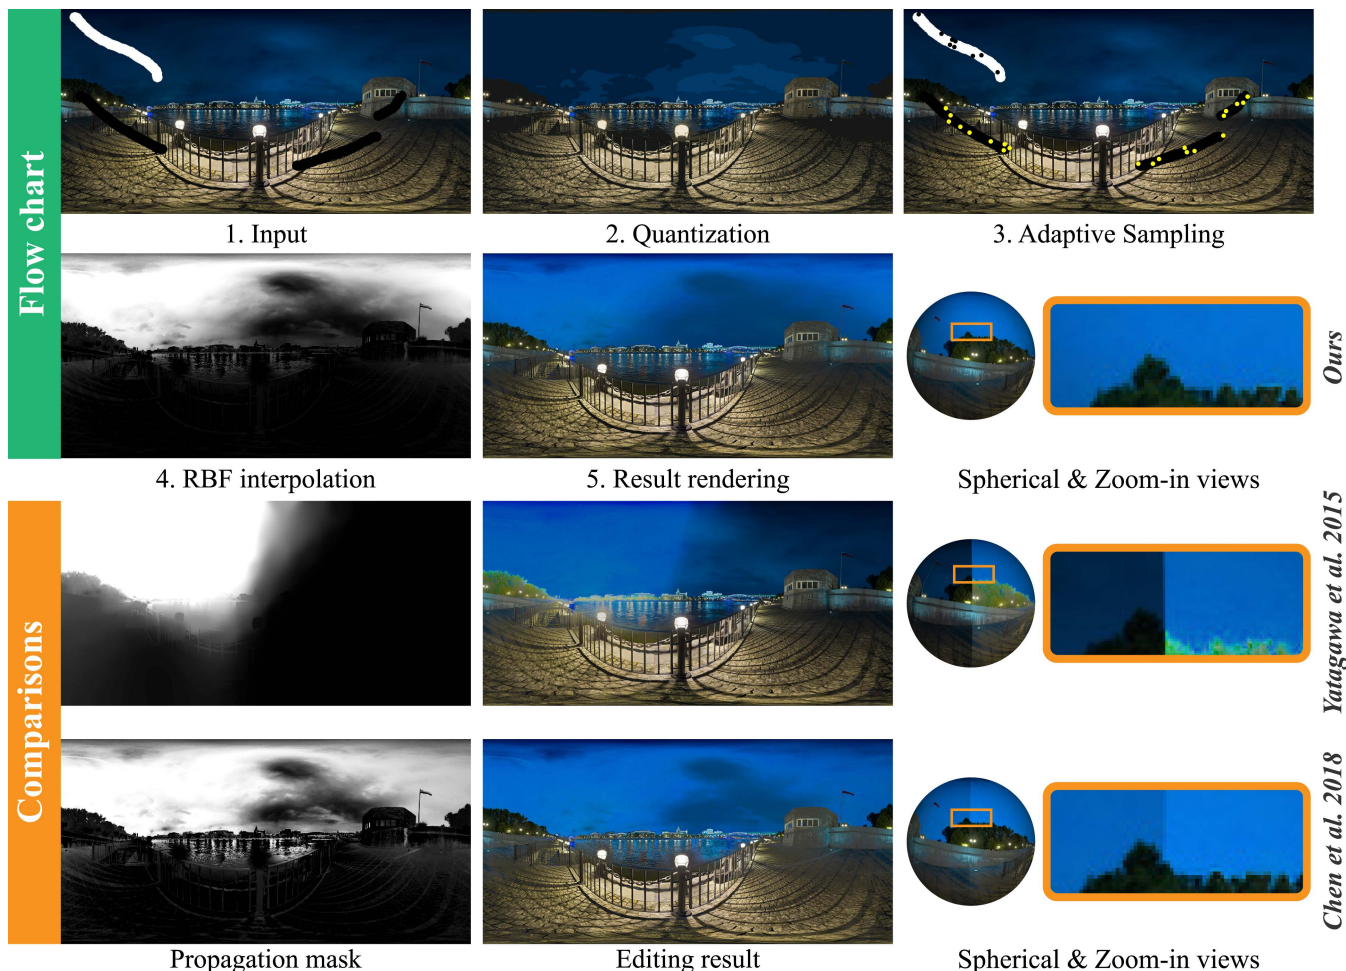 Flow chart
1. Input
2. Quantization
3. Adaptive Sampling
4. RBF interpolation
5. Result rendering
Spherical & Zoom-in views
Ours
Comparisons
Yatagawa et al. 2015
Chen et al. 2018
Propagation mask
Editing result
Spherical & Zoom-in views